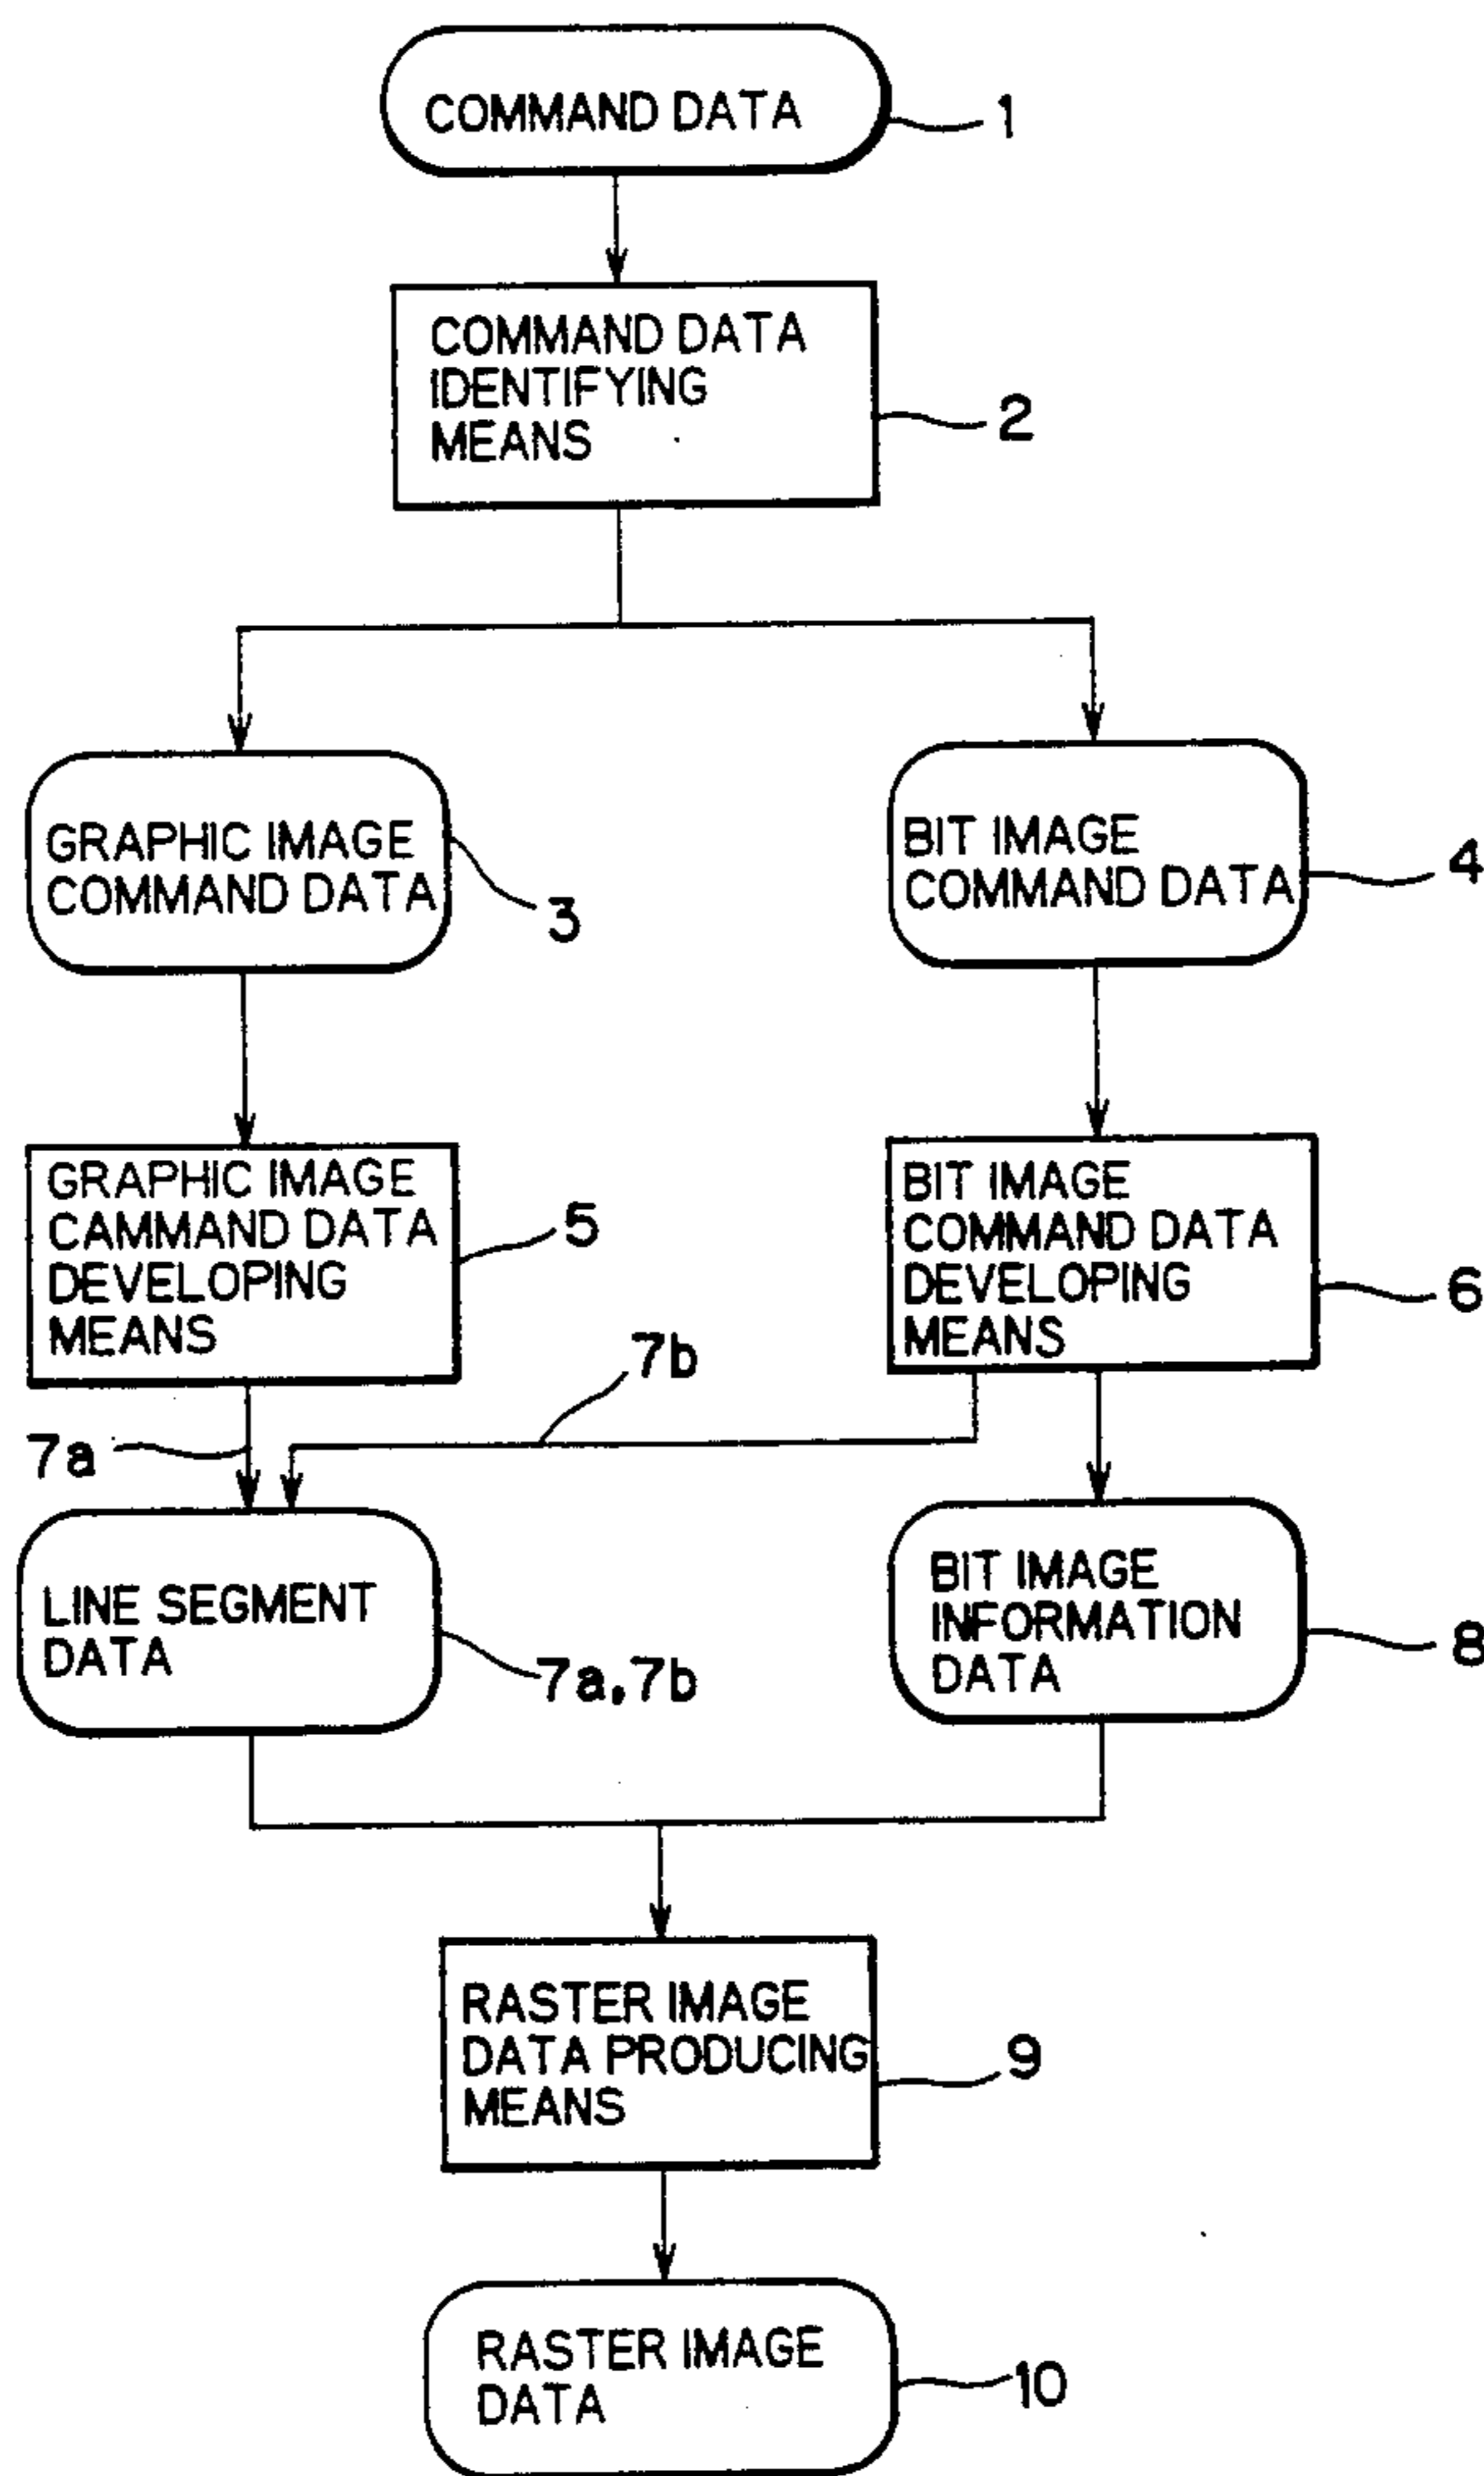 COMMAND DATA
1
COMMAND DATA
IDENTIFYING
MEANS
2
GRAPHIC IMAGE
COMMAND DATA
3
BIT IMAGE
COMMAND DATA
4
GRAPHIC IMAGE
CAMMAND DATA
DEVELOPING
MEANS
5
BIT IMAGE
COMMAND DATA
DEVELOPING
MEANS
6
7a
7b
LINE SEGMENT
DATA
7a,7b
BIT IMAGE
INFORMATION
DATA
8
RASTER IMAGE
DATA PRODUCING
MEANS
9
RASTER IMAGE
DATA
10